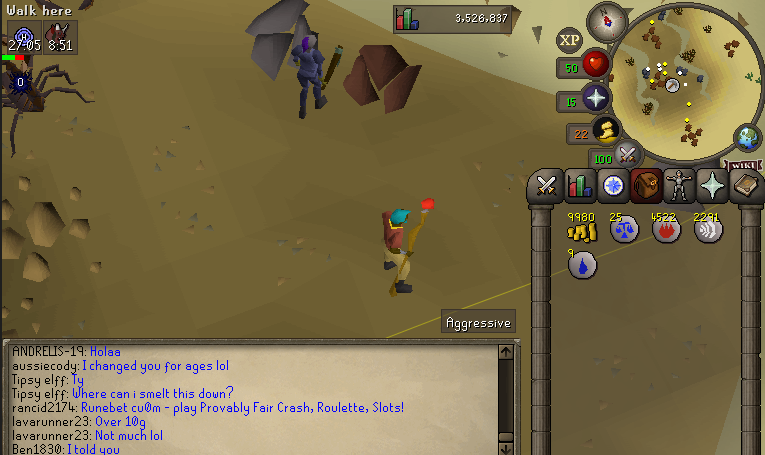 Walk here
3,526,837
27-05 8:51
XP
50
15
22
100
WIKI
9980 25 4522 2291
9
Aggressive
ANDRELIS-19: Holaa
aussiecody: I changed you for ages lol
Tipsy elff: Ty
Tipsy elff: Where can i smelt this down?
rancid2174: Runebet cu0m - play Provably Fair Crash, Roulette, Slots!
lavarunner23: Over 10g
lavarunner23: Not much lol
Ben1830: I told you